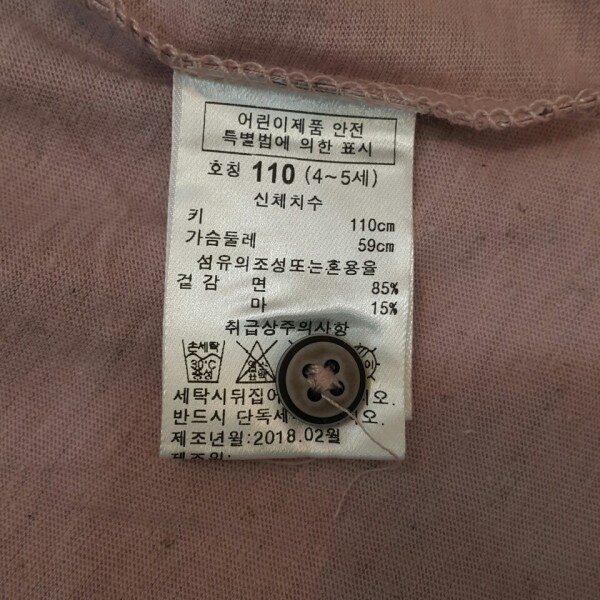 어린이제품 안전
특별법에 의한 표시
호칭 110 (4~5세)
신체치수
키 110cm
가슴둘레 59cm
섬유의조성또는혼용율
겉감 면 85%
마 15%
취급상주의사항
손세탁
세탁시뒤집어 오.
반드시 단독세 오.
제조년월:2018.02월